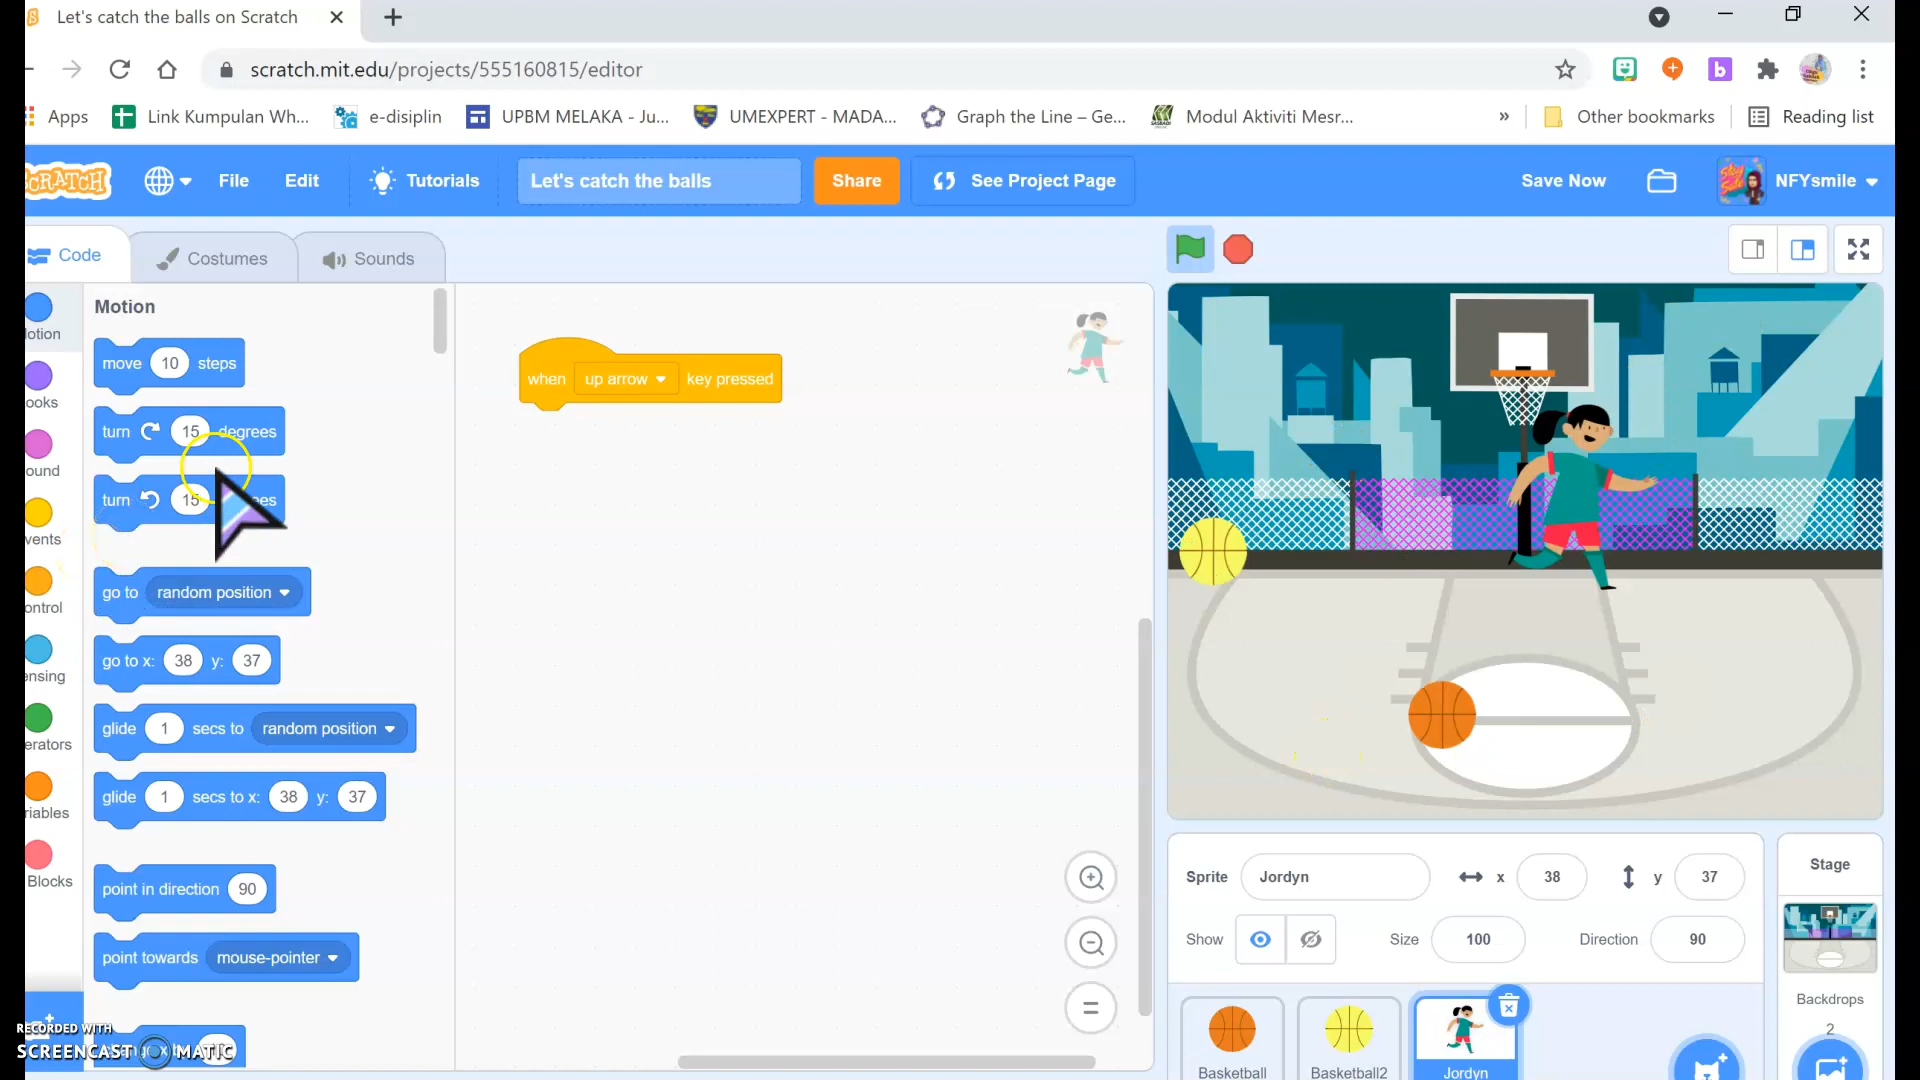 Let's catch the balls on Scratch
scratch.mit.edu/projects/555160815/editor
Apps
Link Kumpulan Wh...
e-disiplin
UPBM MELAKA - Ju...
UMEXPERT - MADA...
Graph the Line – Ge...
Modul Aktiviti Mesr...
»
Other bookmarks
Reading list
SCRATCH
File
Edit
Tutorials
Let's catch the balls
Share
See Project Page
Save Now
NFYsmile
Code
Costumes
Sounds
otion
ooks
ound
vents
ontrol
ensing
erators
riables
Blocks
Motion
move 10 steps
turn 15 degrees
turn 15 ees
go to random position
go to x: 38 y: 37
glide 1 secs to random position
glide 1 secs to x: 38 y: 37
point in direction 90
point towards mouse-pointer
when up arrow key pressed
Sprite Jordyn x 38 y 37
Show Size 100 Direction 90
Basketball
Basketball2
Jordyn
Stage
Backdrops
2
RECORDED WITH
SCREENCAST MATIC